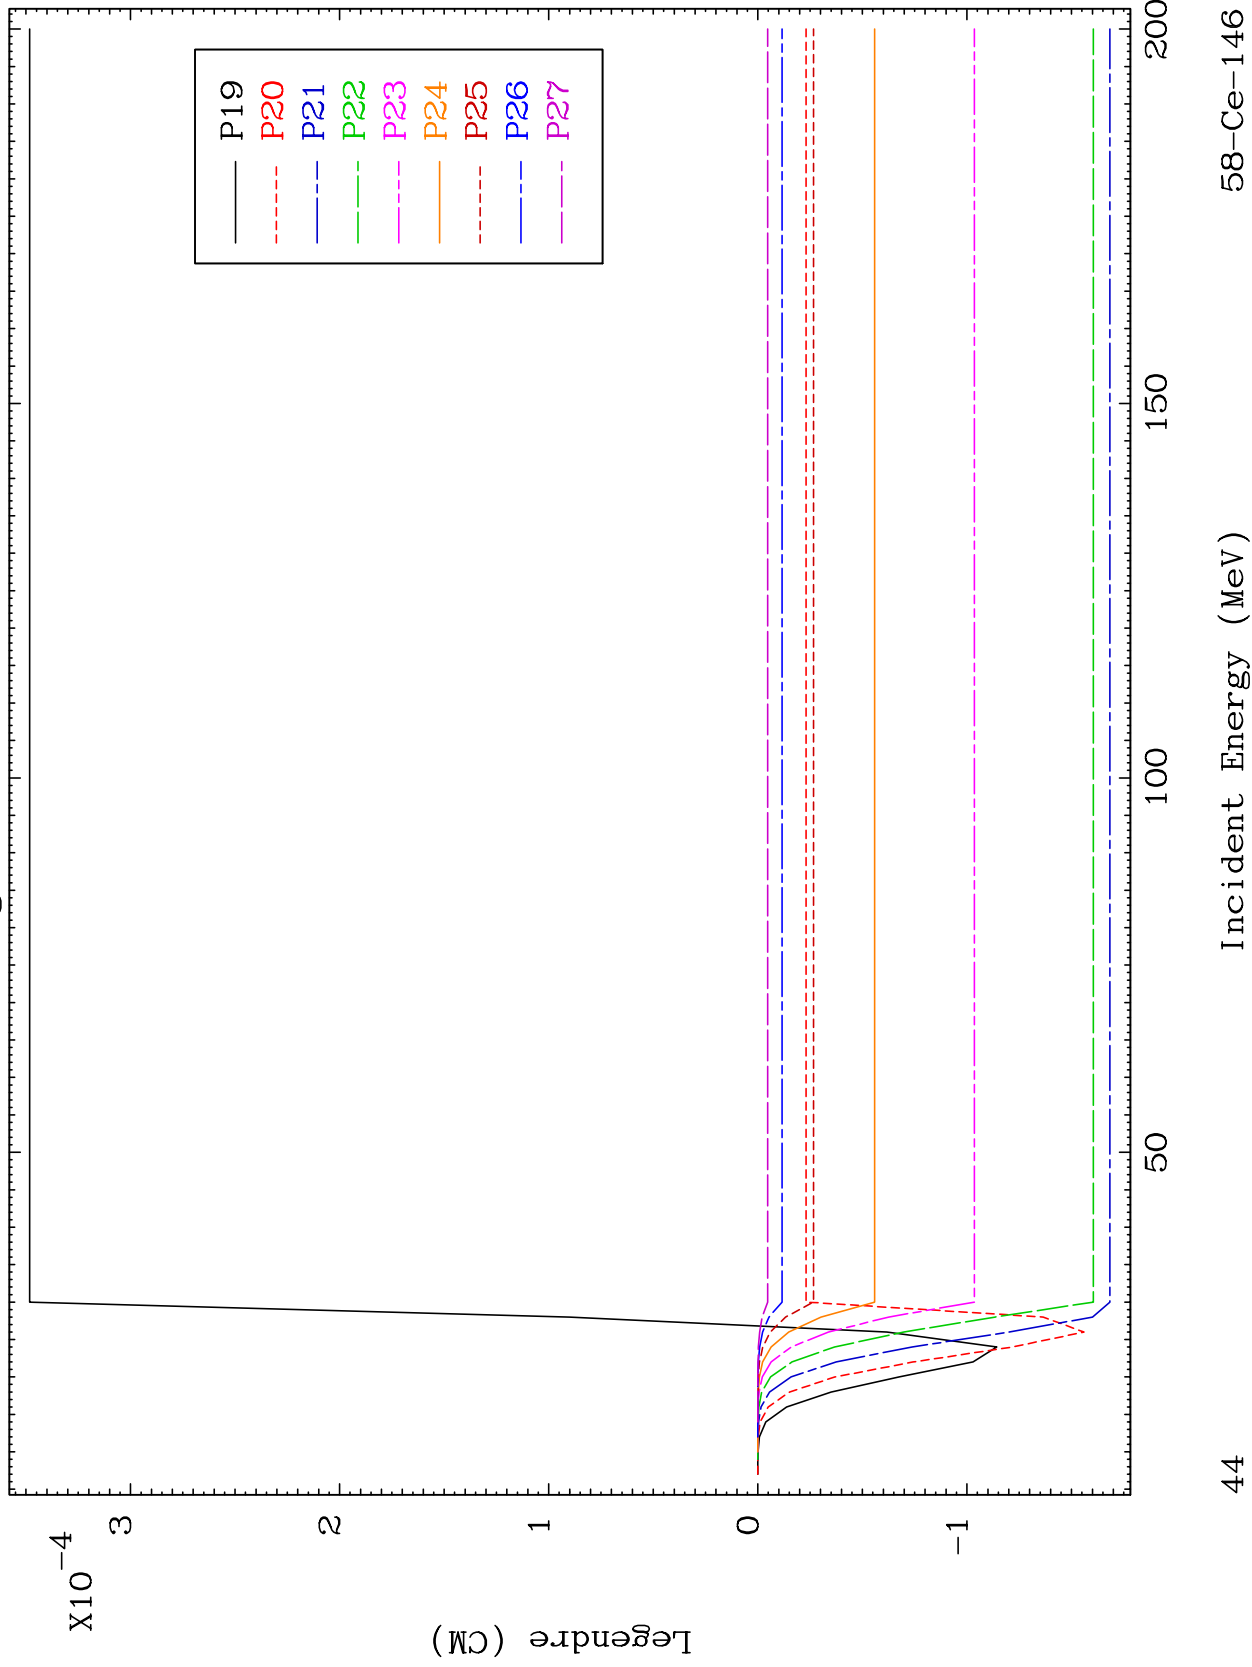 X10⁻⁴
3
2
1
0
-1
Legendre (CM)
P19
P20
P21
P22
P23
P24
P25
P26
P27
50
100
150
200
Incident Energy (MeV)
44
58-Ce-146